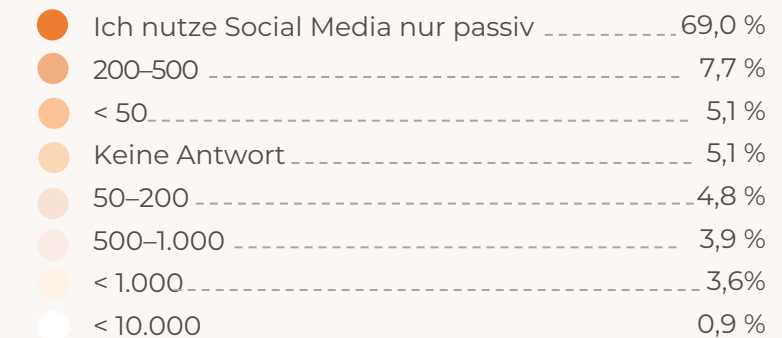 Ich nutze Social Media nur passiv 69,0 %
200–500 7,7 %
< 50 5,1 %
Keine Antwort 5,1 %
50–200 4,8 %
500–1.000 3,9 %
< 1.000 3,6%
< 10.000 0,9 %